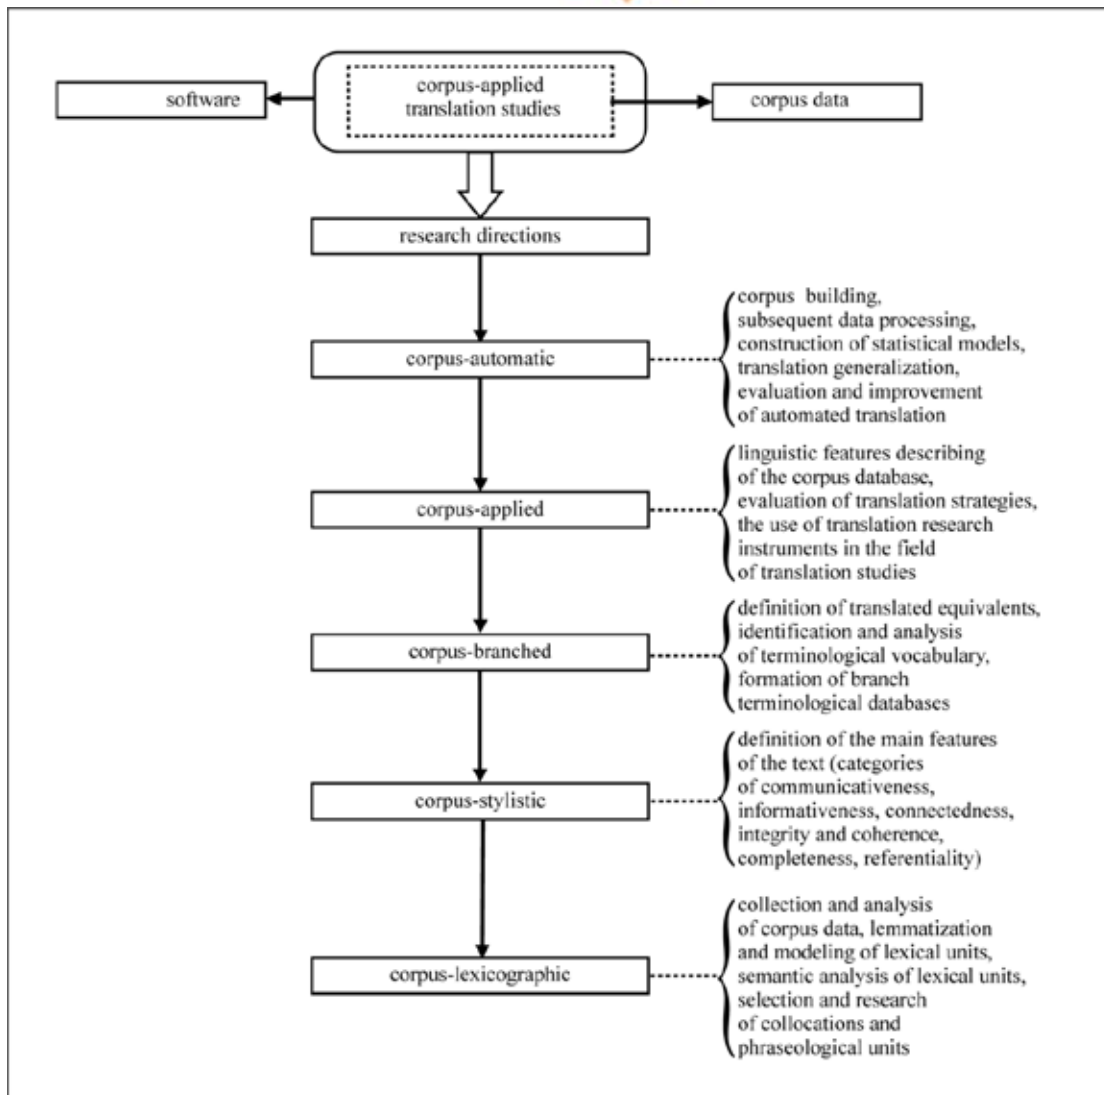 software
corpus-applied
translation studies
corpus data
research directions
corpus-automatic
corpus building,
subsequent data processing,
construction of statistical models,
translation generalization,
evaluation and improvement
of automated translation
corpus-applied
linguistic features describing
of the corpus database,
evaluation of translation strategies,
the use of translation research
instruments in the field
of translation studies
corpus-branched
definition of translated equivalents,
identification and analysis
of terminological vocabulary,
formation of branch
terminological databases
corpus-stylistic
definition of the main features
of the text (categories
of communicativeness,
informativeness, connectedness,
integrity and coherence,
completeness, referentiality)
corpus-lexicographic
collection and analysis
of corpus data, lemmatization
and modeling of lexical units,
semantic analysis of lexical units,
selection and research
of collocations and
phraseological units